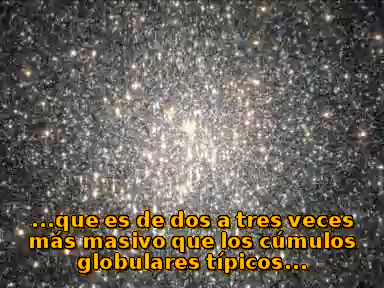 ...que es de dos a tres veces
más masivo que los cúmulos
globulares típicos...